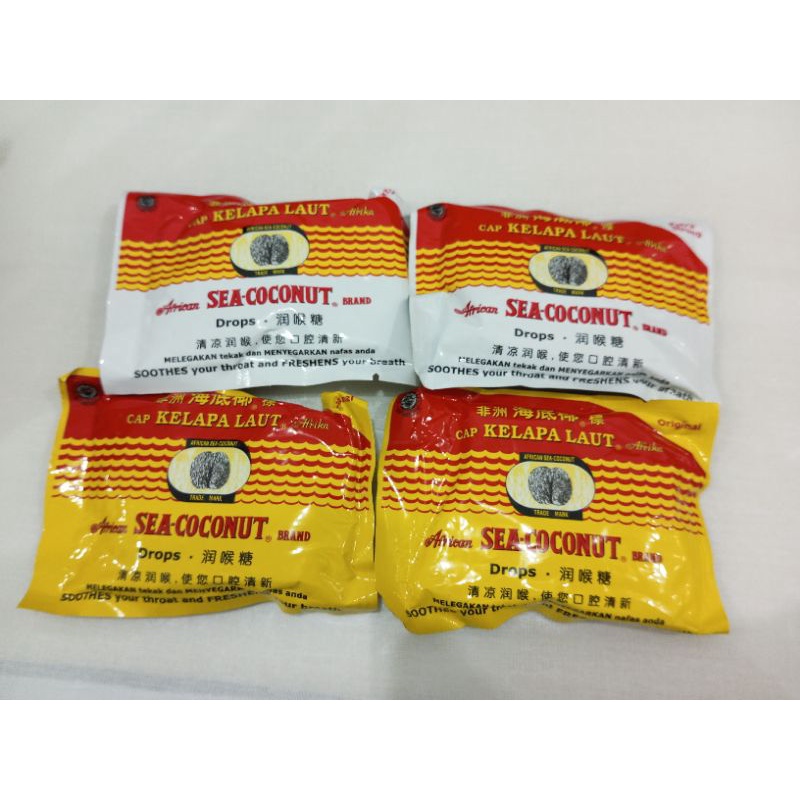 CAP KELAPA LAUT Afrika
AFRICAN SEA-COCONUT
TRADE MARK
African SEA-COCONUT® BRAND
Drops · 润喉糖
清凉润喉,使您口腔清新
MELEGAKAN tekak dan MENYEGARKAN nafas anda
SOOTHES your throat and FRESHENS your breath
非洲海底椰®標
CAP KELAPA LAUT® Afrika
AFRICAN SEA-COCONUT
TRADE MARK
African SEA-COCONUT® BRAND
Drops · 润喉糖
清凉润喉,使您口腔清新
MELEGAKAN tekak dan MENYEGARKAN nafas anda
SOOTHES your throat and FRESHENS your breath
非洲 海底椰®標
CAP KELAPA LAUT® Afrika
AFRICAN SEA-COCONUT
TRADE MARK
African SEA-COCONUT® BRAND
Drops · 润喉糖
清凉润喉,使您口腔清新
MELEGAKAN tekak dan MENYEGARKAN nafas anda
SOOTHES your throat and FRESHENS your breath
非洲 海底椰®標
Original
CAP KELAPA LAUT® Afrika
AFRICAN SEA-COCONUT
TRADE MARK
African SEA-COCONUT® BRAND
Drops · 润喉糖
清凉润喉,使您口腔清新
MELEGAKAN tekak dan MENYEGARKAN nafas anda
SOOTHES your throat and FRESHENS your breath